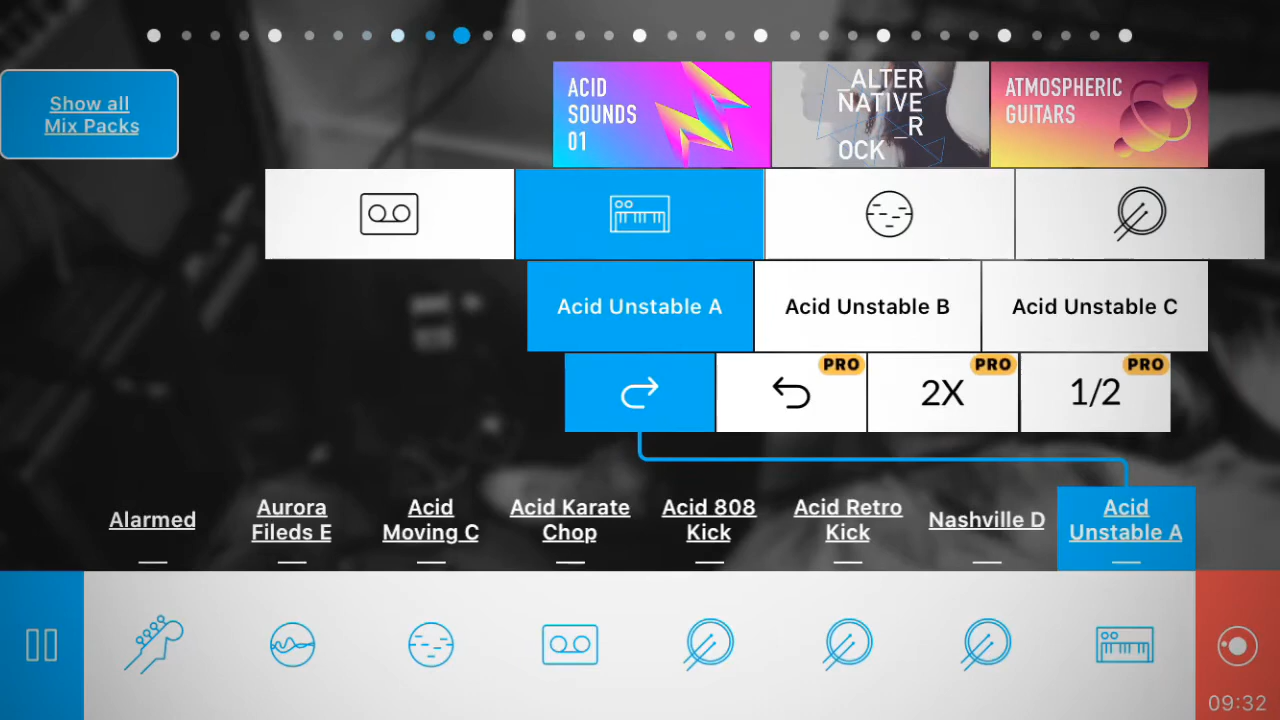 Show all
Mix Packs
ACID
SOUNDS
01
_ALTER
NATIVE
_R
OCK
ATMOSPHERIC
GUITARS
Acid Unstable A
Acid Unstable B
Acid Unstable C
PRO
PRO
2X
PRO
1/2
Alarmed
Aurora
Fileds E
Acid
Moving C
Acid Karate
Chop
Acid 808
Kick
Acid Retro
Kick
Nashville D
Acid
Unstable A
09:32